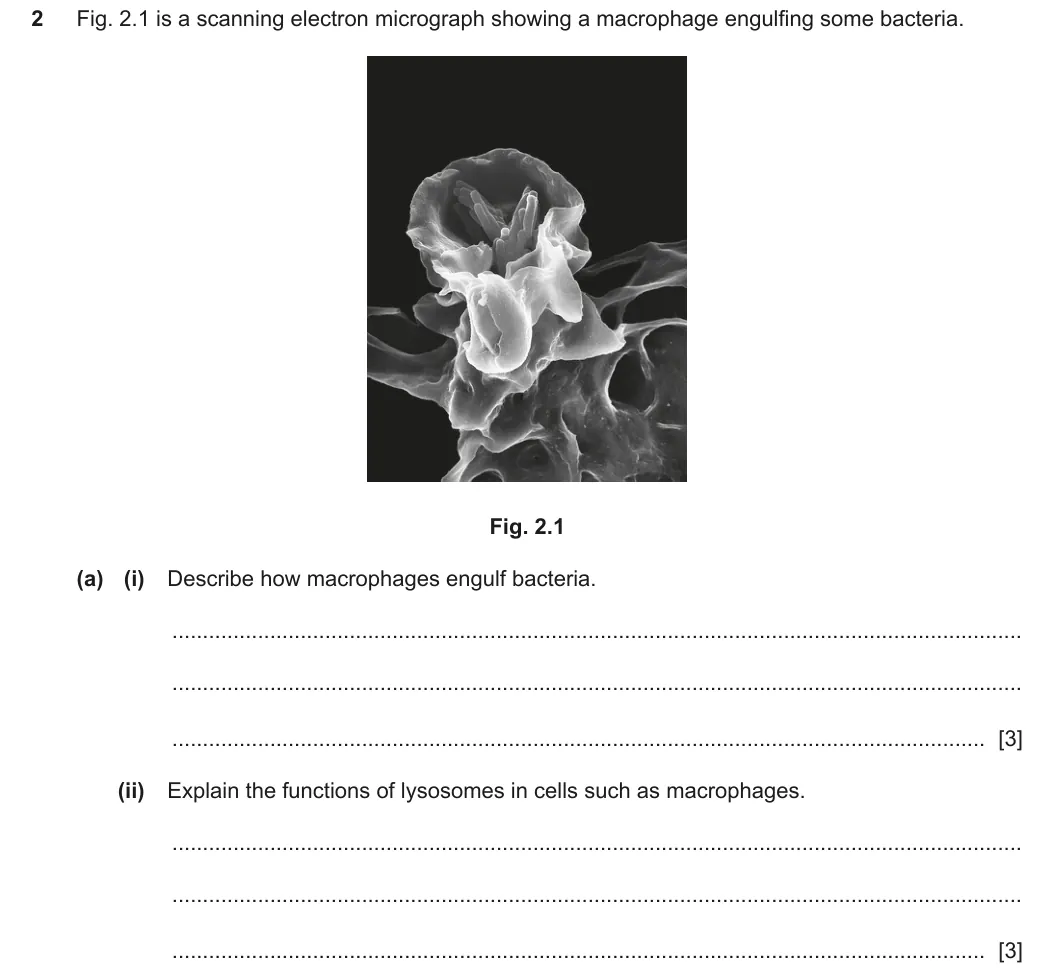 2 Fig. 2.1 is a scanning electron micrograph showing a macrophage engulfing some bacteria.
Fig. 2.1
(a) (i) Describe how macrophages engulf bacteria.
[3]
(ii) Explain the functions of lysosomes in cells such as macrophages.
[3]